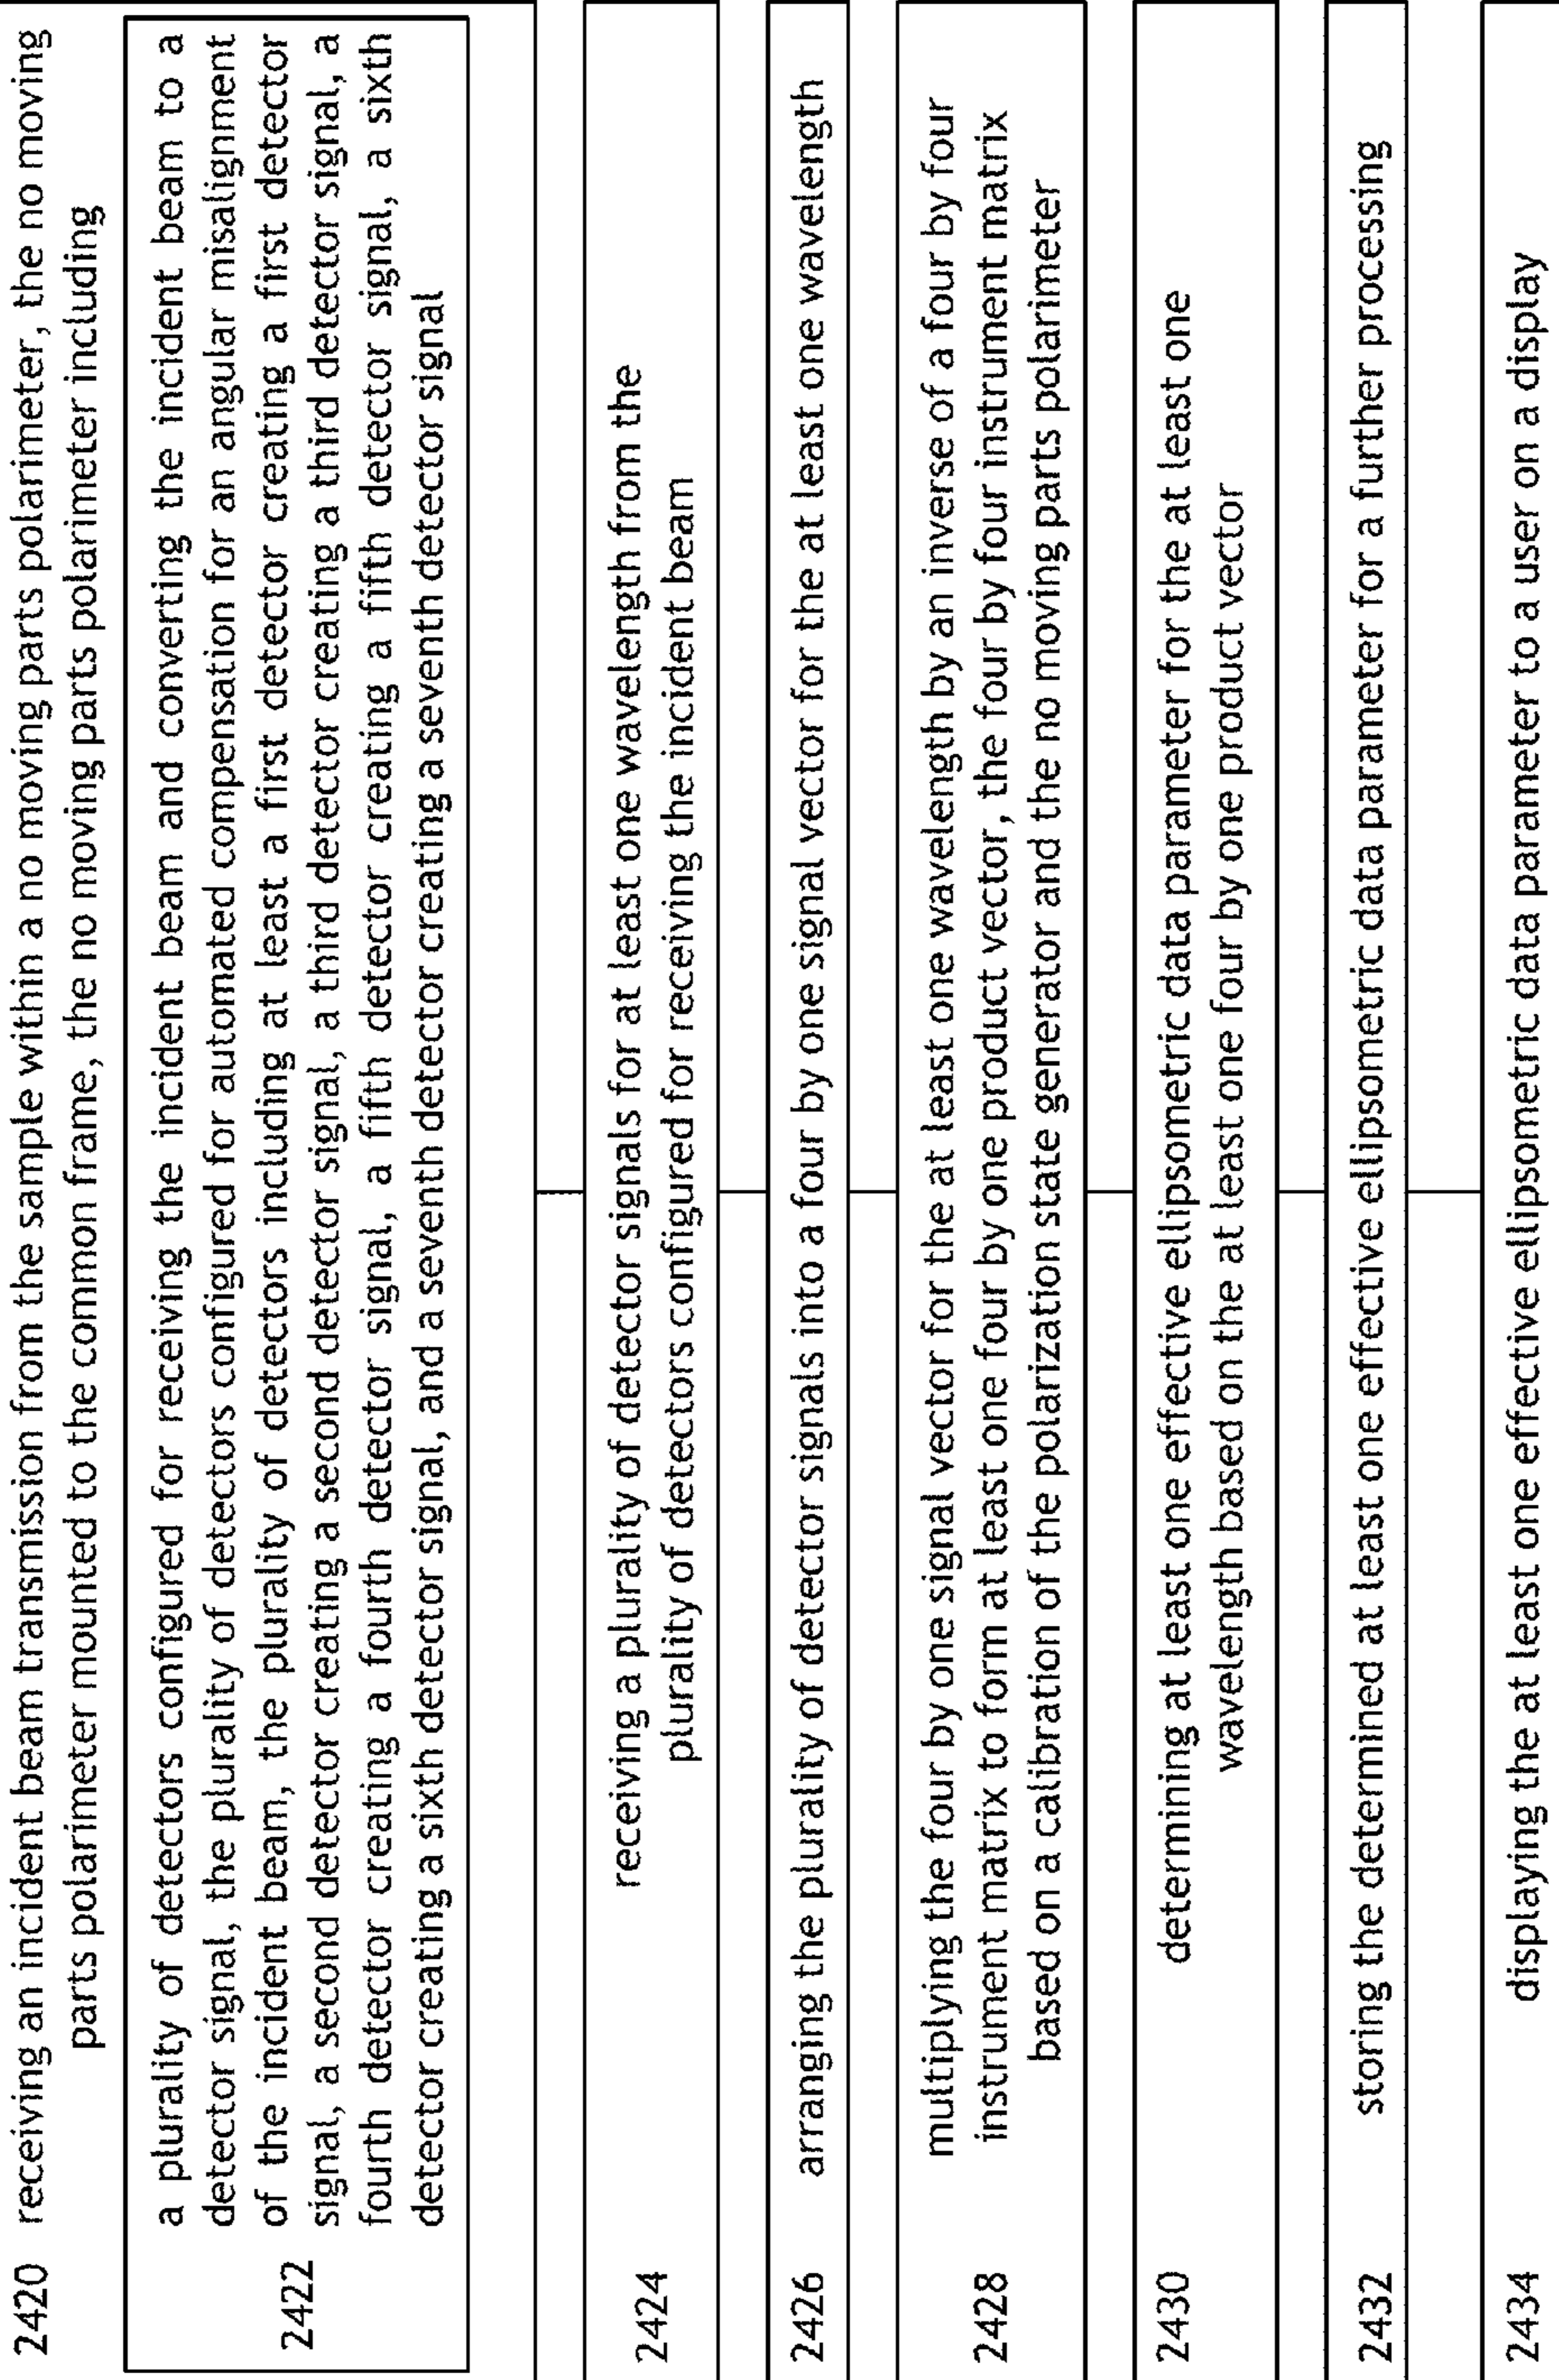 2420 receiving an incident beam transmission from the sample within a no moving parts polarimeter, the no moving
parts polarimeter mounted to the common frame, the no moving parts polarimeter including
a plurality of detectors configured for receiving the incident beam and converting the incident beam to a
detector signal, the plurality of detectors configured for automated compensation for an angular misalignment
2422 of the incident beam, the plurality of detectors including at least a first detector creating a first detector
signal, a second detector creating a second detector signal, a third detector creating a third detector signal, a
fourth detector creating a fourth detector signal, a fifth detector creating a fifth detector signal, a sixth
detector creating a sixth detector signal, and a seventh detector creating a seventh detector signal
2424 receiving a plurality of detector signals for at least one wavelength from the
plurality of detectors configured for receiving the incident beam
2426 arranging the plurality of detector signals into a four by one signal vector for the at least one wavelength
multiplying the four by one signal vector for the at least one wavelength by an inverse of a four by four
2428 instrument matrix to form at least one four by one product vector, the four by four instrument matrix
based on a calibration of the polarization state generator and the no moving parts polarimeter
2430 determining at least one effective ellipsometric data parameter for the at least one
wavelength based on the at least one four by one product vector
2432 storing the determined at least one effective ellipsometric data parameter for a further processing
2434 displaying the at least one effective ellipsometric data parameter to a user on a display